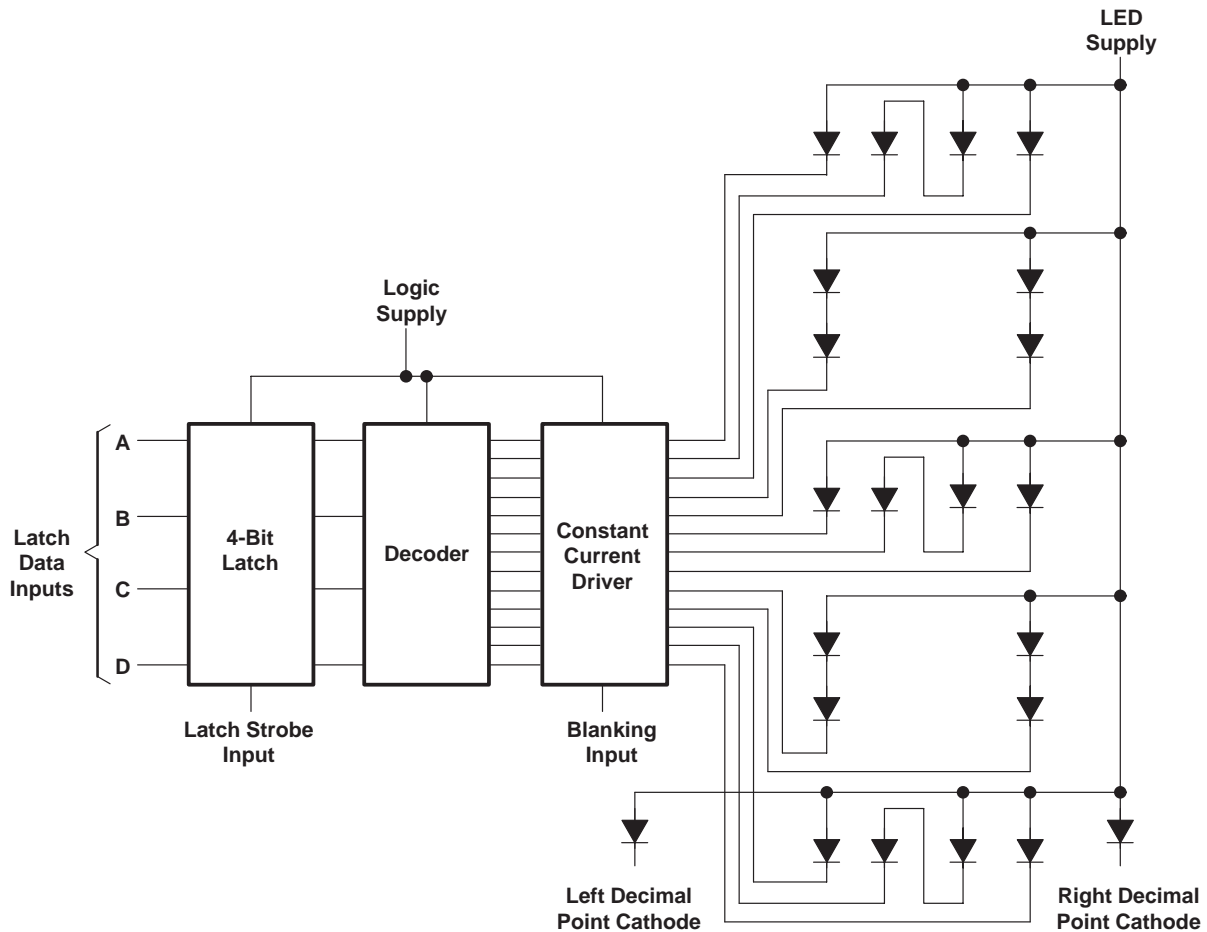 LED
Supply
Logic
Supply
Latch
Data
Inputs
A
B
C
D
4-Bit
Latch
Decoder
Constant
Current
Driver
Latch Strobe
Input
Blanking
Input
Left Decimal
Point Cathode
Right Decimal
Point Cathode